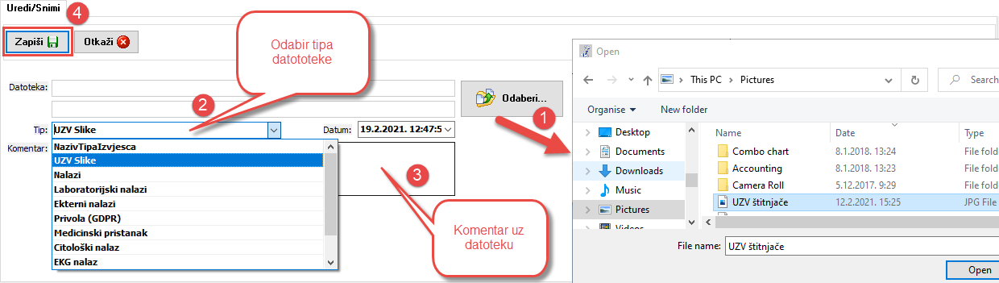 Uredi/Snimi
4
Zapiši
Otkaži
Odabir tipa
datototeke
Datoteka:
Odaberi...
1
2
Tip:
UZV Slike
Datum:
19.2.2021. 12:47:5
Komentar:
NazivTipaIzvjesca
UZV Slike
Nalazi
Laboratorijski nalazi
Ekterni nalazi
Privola (GDPR)
Medicinski pristanak
Citološki nalaz
EKG nalaz
3
Komentar uz
datoteku
Open
This PC
Pictures
Search
Organise
New folder
Desktop
Documents
Downloads
Music
Pictures
Videos
Name
Date
Type
Combo chart
8.1.2018. 13:24
File folder
Accounting
8.1.2018. 13:23
File folder
Camera Roll
5.12.2017. 9:29
File folder
UZV štitnjače
12.2.2021. 15:25
JPG File
File name:
UZV štitnjače
Open